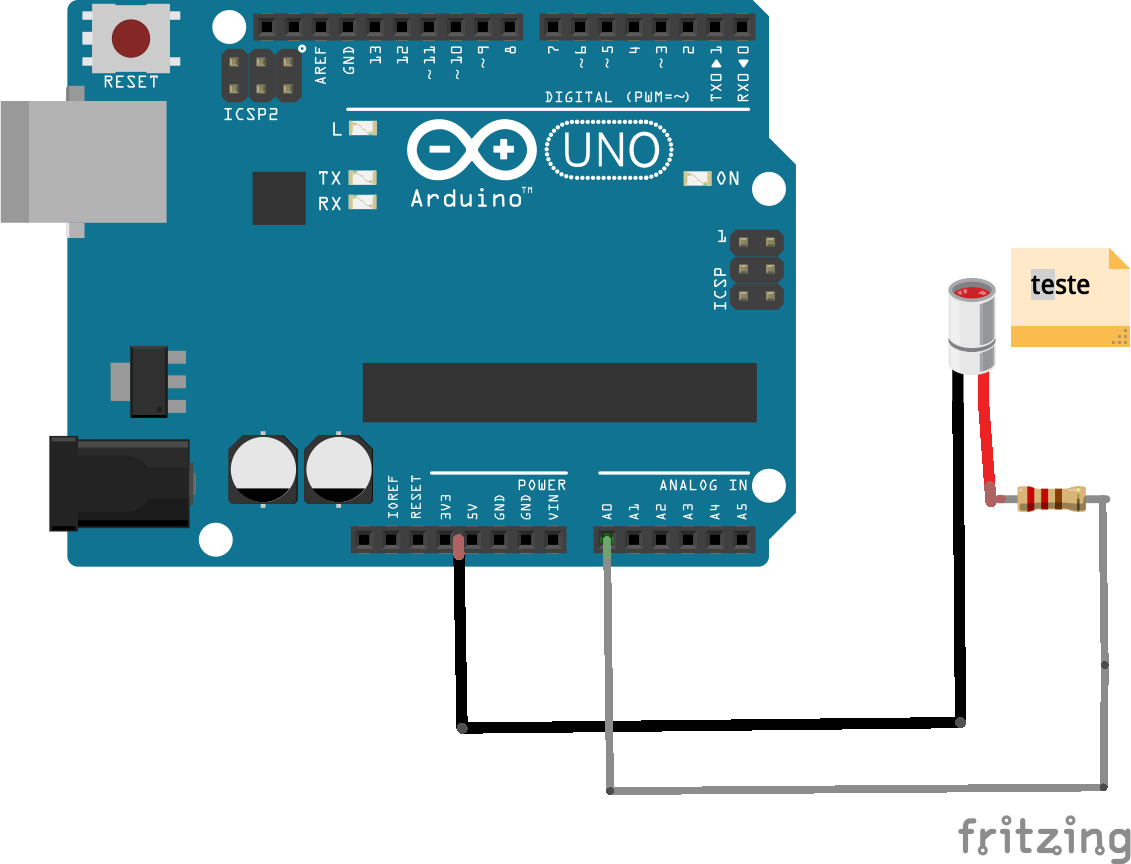 RESET
ICSP2
AREF
GND
13
12
~11
~10
~9
8
7
~6
~5
4
~3
2
TX0▶1
RX0◀0
DIGITAL (PWM=~)
L
TX
RX
Arduino™
UNO
ON
1
ICSP
teste
IOREF
RESET
3V3
5V
GND
GND
VIN
POWER
A0
A1
A2
A3
A4
A5
ANALOG IN
fritzing